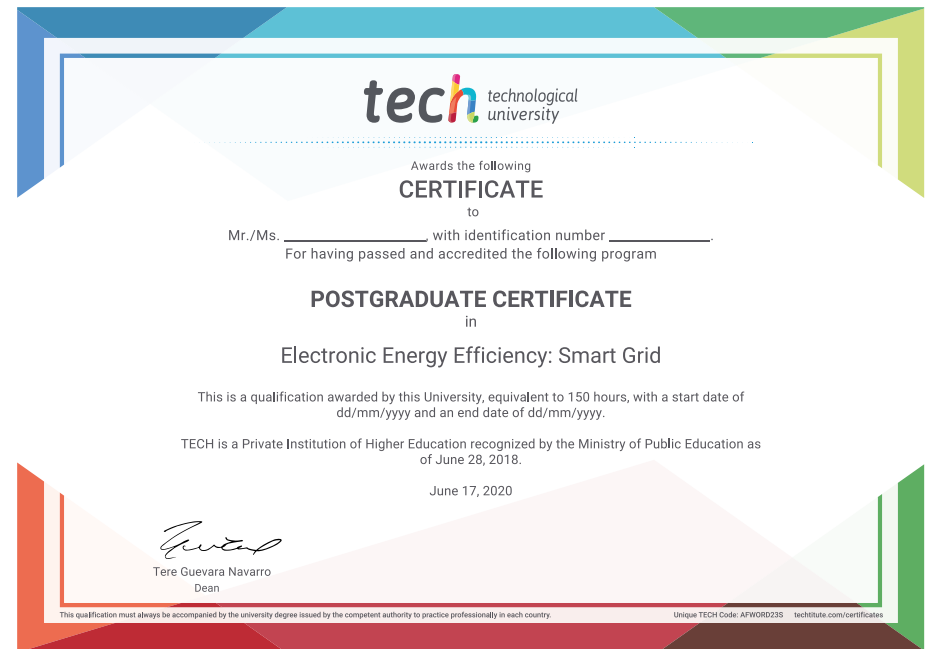 tech technological
university
Awards the following
CERTIFICATE
to
Mr./Ms. ____________________, with identification number ______________.
For having passed and accredited the following program
POSTGRADUATE CERTIFICATE
in
Electronic Energy Efficiency: Smart Grid
This is a qualification awarded by this University, equivalent to 150 hours, with a start date of
dd/mm/yyyy and an end date of dd/mm/yyyy.
TECH is a Private Institution of Higher Education recognized by the Ministry of Public Education as
of June 28, 2018.
June 17, 2020
Tere Guevara Navarro
Dean
This qualification must always be accompanied by the university degree issued by the competent authority to practice professionally in each country. Unique TECH Code: AFWORD23S techtitute.com/certificates